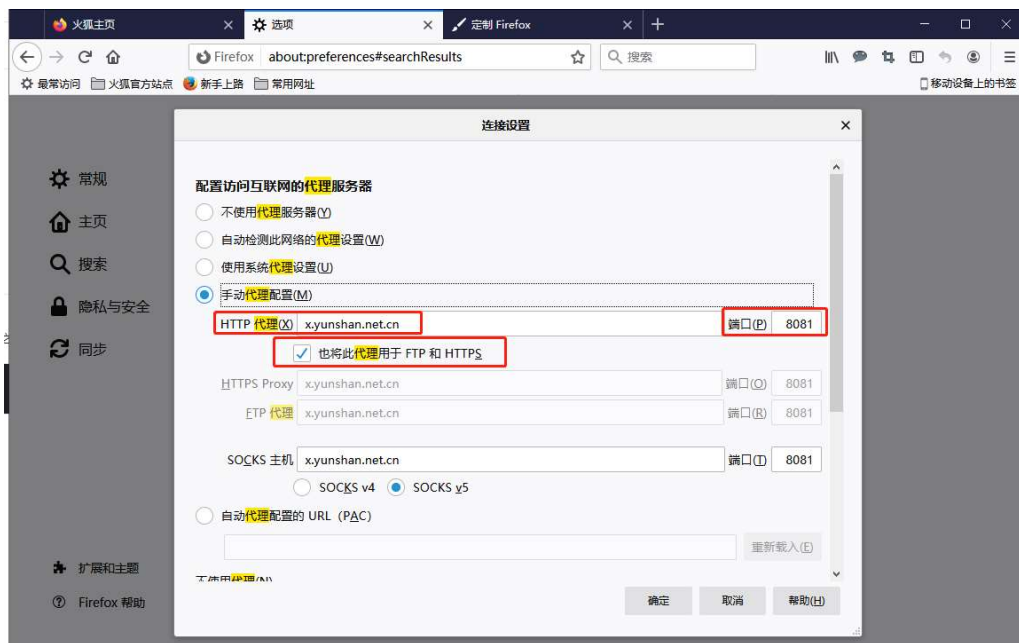 火狐主页
选项
定制 Firefox
Firefox about:preferences#searchResults
搜索
最常访问 火狐官方站点 新手上路 常用网址 移动设备上的书签
连接设置
常规
主页
搜索
隐私与安全
同步
扩展和主题
Firefox 帮助
配置访问互联网的代理服务器
不使用代理服务器(Y)
自动检测此网络的代理设置(W)
使用系统代理设置(U)
手动代理配置(M)
HTTP 代理(X) x.yunshan.net.cn 端口(P) 8081
也将此代理用于 FTP 和 HTTPS
HTTPS Proxy x.yunshan.net.cn 端口(O) 8081
FTP 代理 x.yunshan.net.cn 端口(R) 8081
SOCKS 主机 x.yunshan.net.cn 端口(T) 8081
SOCKS v4 SOCKS v5
自动代理配置的 URL（PAC）
重新载入(E)
不使用代理(N)
确定 取消 帮助(H)